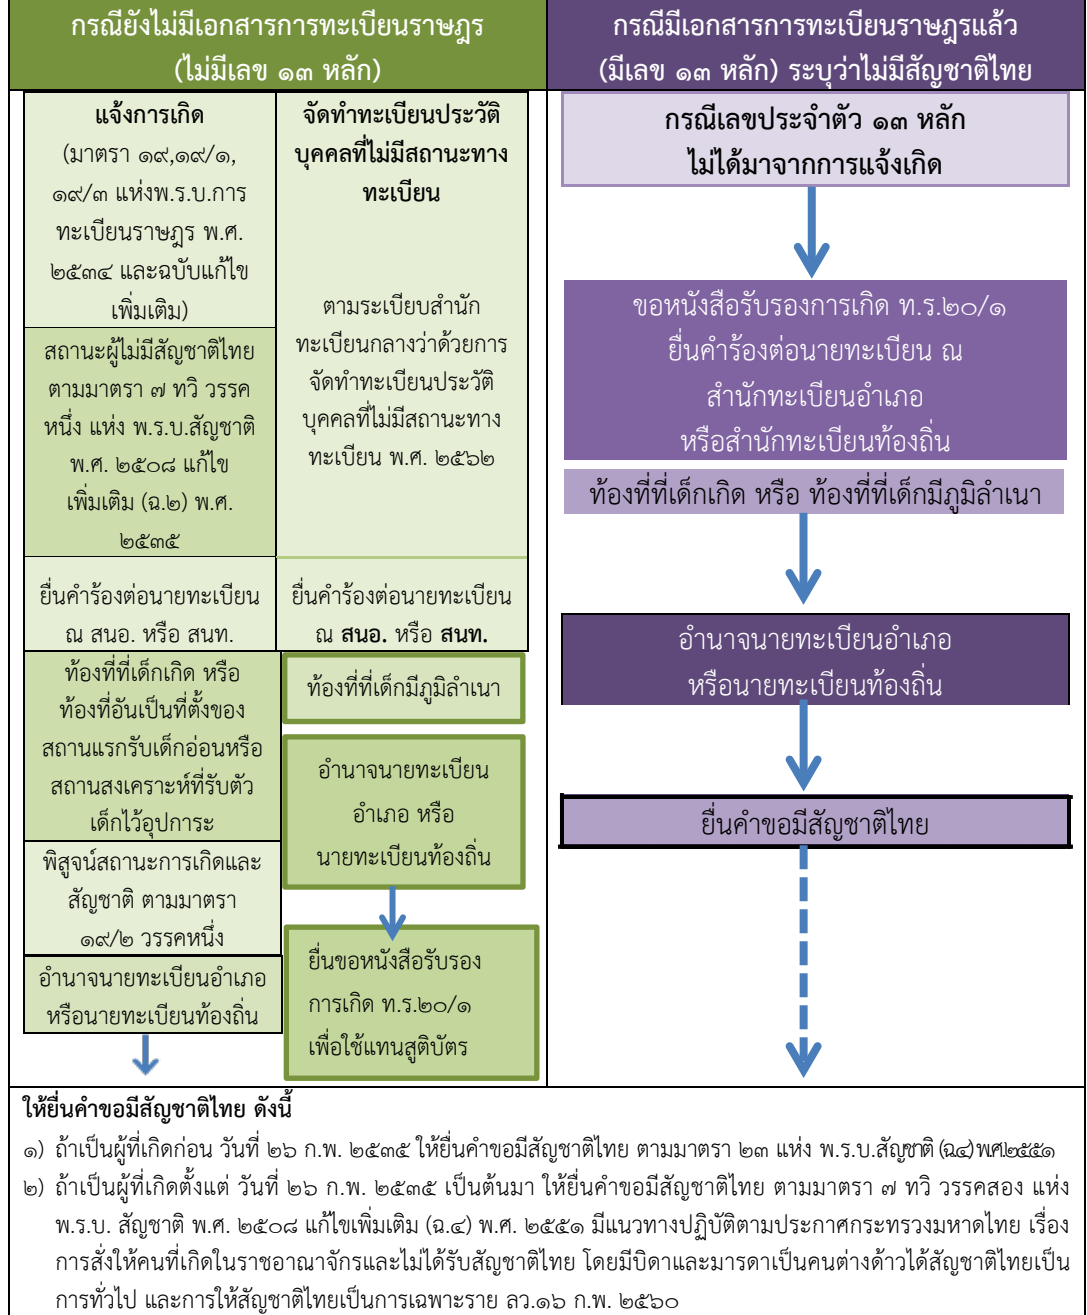 กรณียังไม่มีเอกสารการทะเบียนราษฎร
(ไม่มีเลข ๑๓ หลัก)
แจ้งการเกิด
(มาตรา ๑๙,๑๙/๑,
๑๙/๓ แห่งพ.ร.บ.การ
ทะเบียนราษฎร พ.ศ.
๒๕๓๔ และฉบับแก้ไข
เพิ่มเติม)
สถานะผู้ไม่มีสัญชาติไทย
ตามมาตรา ๗ ทวิ วรรค
หนึ่ง แห่ง พ.ร.บ.สัญชาติ
พ.ศ. ๒๕๐๘ แก้ไข
เพิ่มเติม (ฉ.๒) พ.ศ.
๒๕๓๕
ยื่นคำร้องต่อนายทะเบียน
ณ สนอ. หรือ สนท.
ท้องที่ที่เด็กเกิด หรือ
ท้องที่อันเป็นที่ตั้งของ
สถานแรกรับเด็กอ่อนหรือ
สถานสงเคราะห์ที่รับตัว
เด็กไว้อุปการะ
พิสูจน์สถานะการเกิดและ
สัญชาติ ตามมาตรา
๑๙/๒ วรรคหนึ่ง
อำนาจนายทะเบียนอำเภอ
หรือนายทะเบียนท้องถิ่น
จัดทำทะเบียนประวัติ
บุคคลที่ไม่มีสถานะทาง
ทะเบียน
ตามระเบียบสำนัก
ทะเบียนกลางว่าด้วยการ
จัดทำทะเบียนประวัติ
บุคคลที่ไม่มีสถานะทาง
ทะเบียน พ.ศ. ๒๕๖๒
ยื่นคำร้องต่อนายทะเบียน
ณ สนอ. หรือ สนท.
ท้องที่ที่เด็กมีภูมิลำเนา
อำนาจนายทะเบียน
อำเภอ หรือ
นายทะเบียนท้องถิ่น
ยื่นขอหนังสือรับรอง
การเกิด ท.ร.๒๐/๑
เพื่อใช้แทนสูติบัตร
กรณีมีเอกสารการทะเบียนราษฎรแล้ว
(มีเลข ๑๓ หลัก) ระบุว่าไม่มีสัญชาติไทย
กรณีเลขประจำตัว ๑๓ หลัก
ไม่ได้มาจากการแจ้งเกิด
ขอหนังสือรับรองการเกิด ท.ร.๒๐/๑
ยื่นคำร้องต่อนายทะเบียน ณ
สำนักทะเบียนอำเภอ
หรือสำนักทะเบียนท้องถิ่น
ท้องที่ที่เด็กเกิด หรือ ท้องที่ที่เด็กมีภูมิลำเนา
อำนาจนายทะเบียนอำเภอ
หรือนายทะเบียนท้องถิ่น
ยื่นคำขอมีสัญชาติไทย
ให้ยื่นคำขอมีสัญชาติไทย ดังนี้
๑) ถ้าเป็นผู้ที่เกิดก่อน วันที่ ๒๖ ก.พ. ๒๕๓๕ ให้ยื่นคำขอมีสัญชาติไทย ตามมาตรา ๒๓ แห่ง พ.ร.บ.สัญชาติ (ฉ.๔) พ.ศ.๒๕๕๑
๒) ถ้าเป็นผู้ที่เกิดตั้งแต่ วันที่ ๒๖ ก.พ. ๒๕๓๕ เป็นต้นมา ให้ยื่นคำขอมีสัญชาติไทย ตามมาตรา ๗ ทวิ วรรคสอง แห่ง
พ.ร.บ. สัญชาติ พ.ศ. ๒๕๐๘ แก้ไขเพิ่มเติม (ฉ.๔) พ.ศ. ๒๕๕๑ มีแนวทางปฏิบัติตามประกาศกระทรวงมหาดไทย เรื่อง
การสั่งให้คนที่เกิดในราชอาณาจักรและไม่ได้รับสัญชาติไทย โดยมีบิดาและมารดาเป็นคนต่างด้าวได้สัญชาติไทยเป็น
การทั่วไป และการให้สัญชาติไทยเป็นการเฉพาะราย ลว.๑๖ ก.พ. ๒๕๖๐